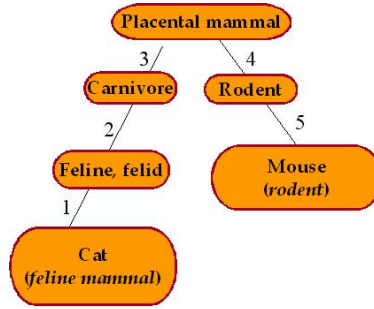 Placental mammal
3
4
Carnivore
Rodent
2
5
Feline, felid
Mouse
(rodent)
1
Cat
(feline mammal)